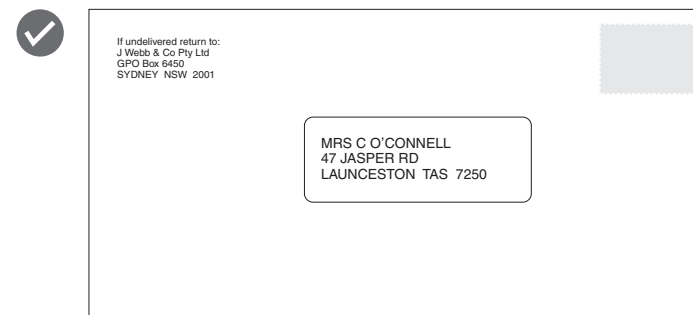 If undelivered return to:
J Webb & Co Pty Ltd
GPO Box 6450
SYDNEY  NSW  2001
MRS C O’CONNELL
47 JASPER RD
LAUNCESTON  TAS  7250